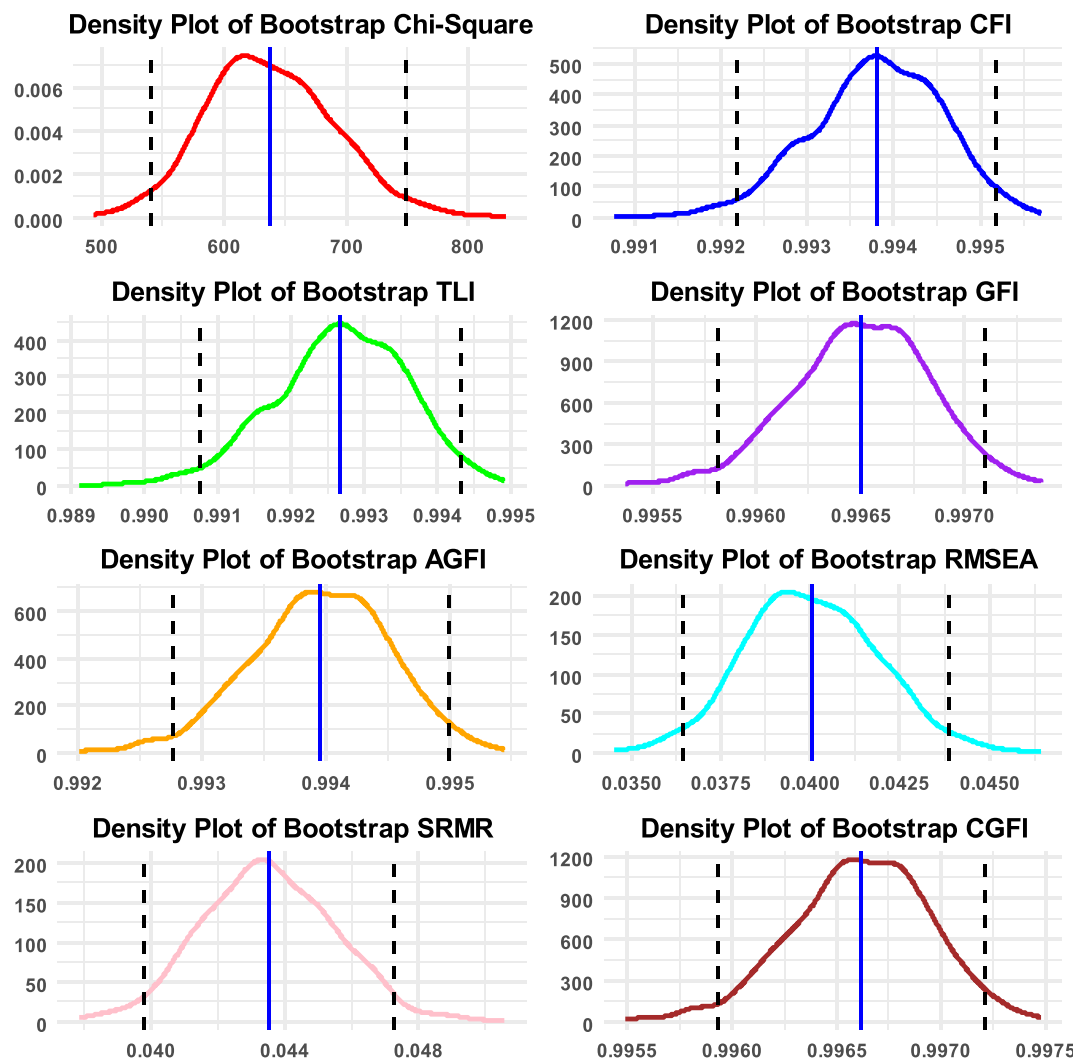 Density Plot of Bootstrap Chi-Square
0.006
0.004
0.002
0.000
500 600 700 800
Density Plot of Bootstrap CFI
500
400
300
200
100
0
0.991 0.992 0.993 0.994 0.995
Density Plot of Bootstrap TLI
400
300
200
100
0
0.989 0.990 0.991 0.992 0.993 0.994 0.995
Density Plot of Bootstrap GFI
1200
900
600
300
0
0.9955 0.9960 0.9965 0.9970
Density Plot of Bootstrap AGFI
600
400
200
0
0.992 0.993 0.994 0.995
Density Plot of Bootstrap RMSEA
200
150
100
50
0
0.0350 0.0375 0.0400 0.0425 0.0450
Density Plot of Bootstrap SRMR
200
150
100
50
0
0.040 0.044 0.048
Density Plot of Bootstrap CGFI
1200
900
600
300
0
0.9955 0.9960 0.9965 0.9970 0.9975